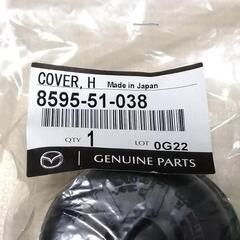 COVER, H Made in Japan
8595-51-038
QTY 1 LOT 0G22
GENUINE PARTS